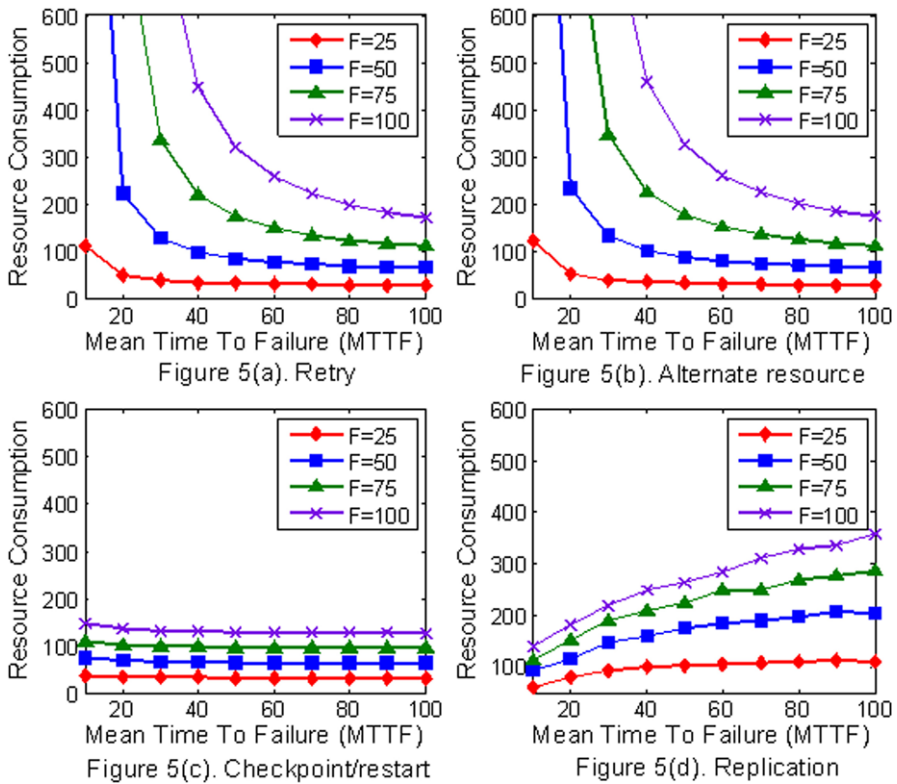 600
500
400
300
200
100
0
Resource Consumption
F=25
F=50
F=75
F=100
20 40 60 80 100
Mean Time To Failure (MTTF)
Figure 5(a). Retry
600
500
400
300
200
100
0
Resource Consumption
F=25
F=50
F=75
F=100
20 40 60 80 100
Mean Time To Failure (MTTF)
Figure 5(b). Alternate resource
600
500
400
300
200
100
0
Resource Consumption
F=25
F=50
F=75
F=100
20 40 60 80 100
Mean Time To Failure (MTTF)
Figure 5(c). Checkpoint/restart
600
500
400
300
200
100
Resource Consumption
F=25
F=50
F=75
F=100
20 40 60 80 100
Mean Time To Failure (MTTF)
Figure 5(d). Replication